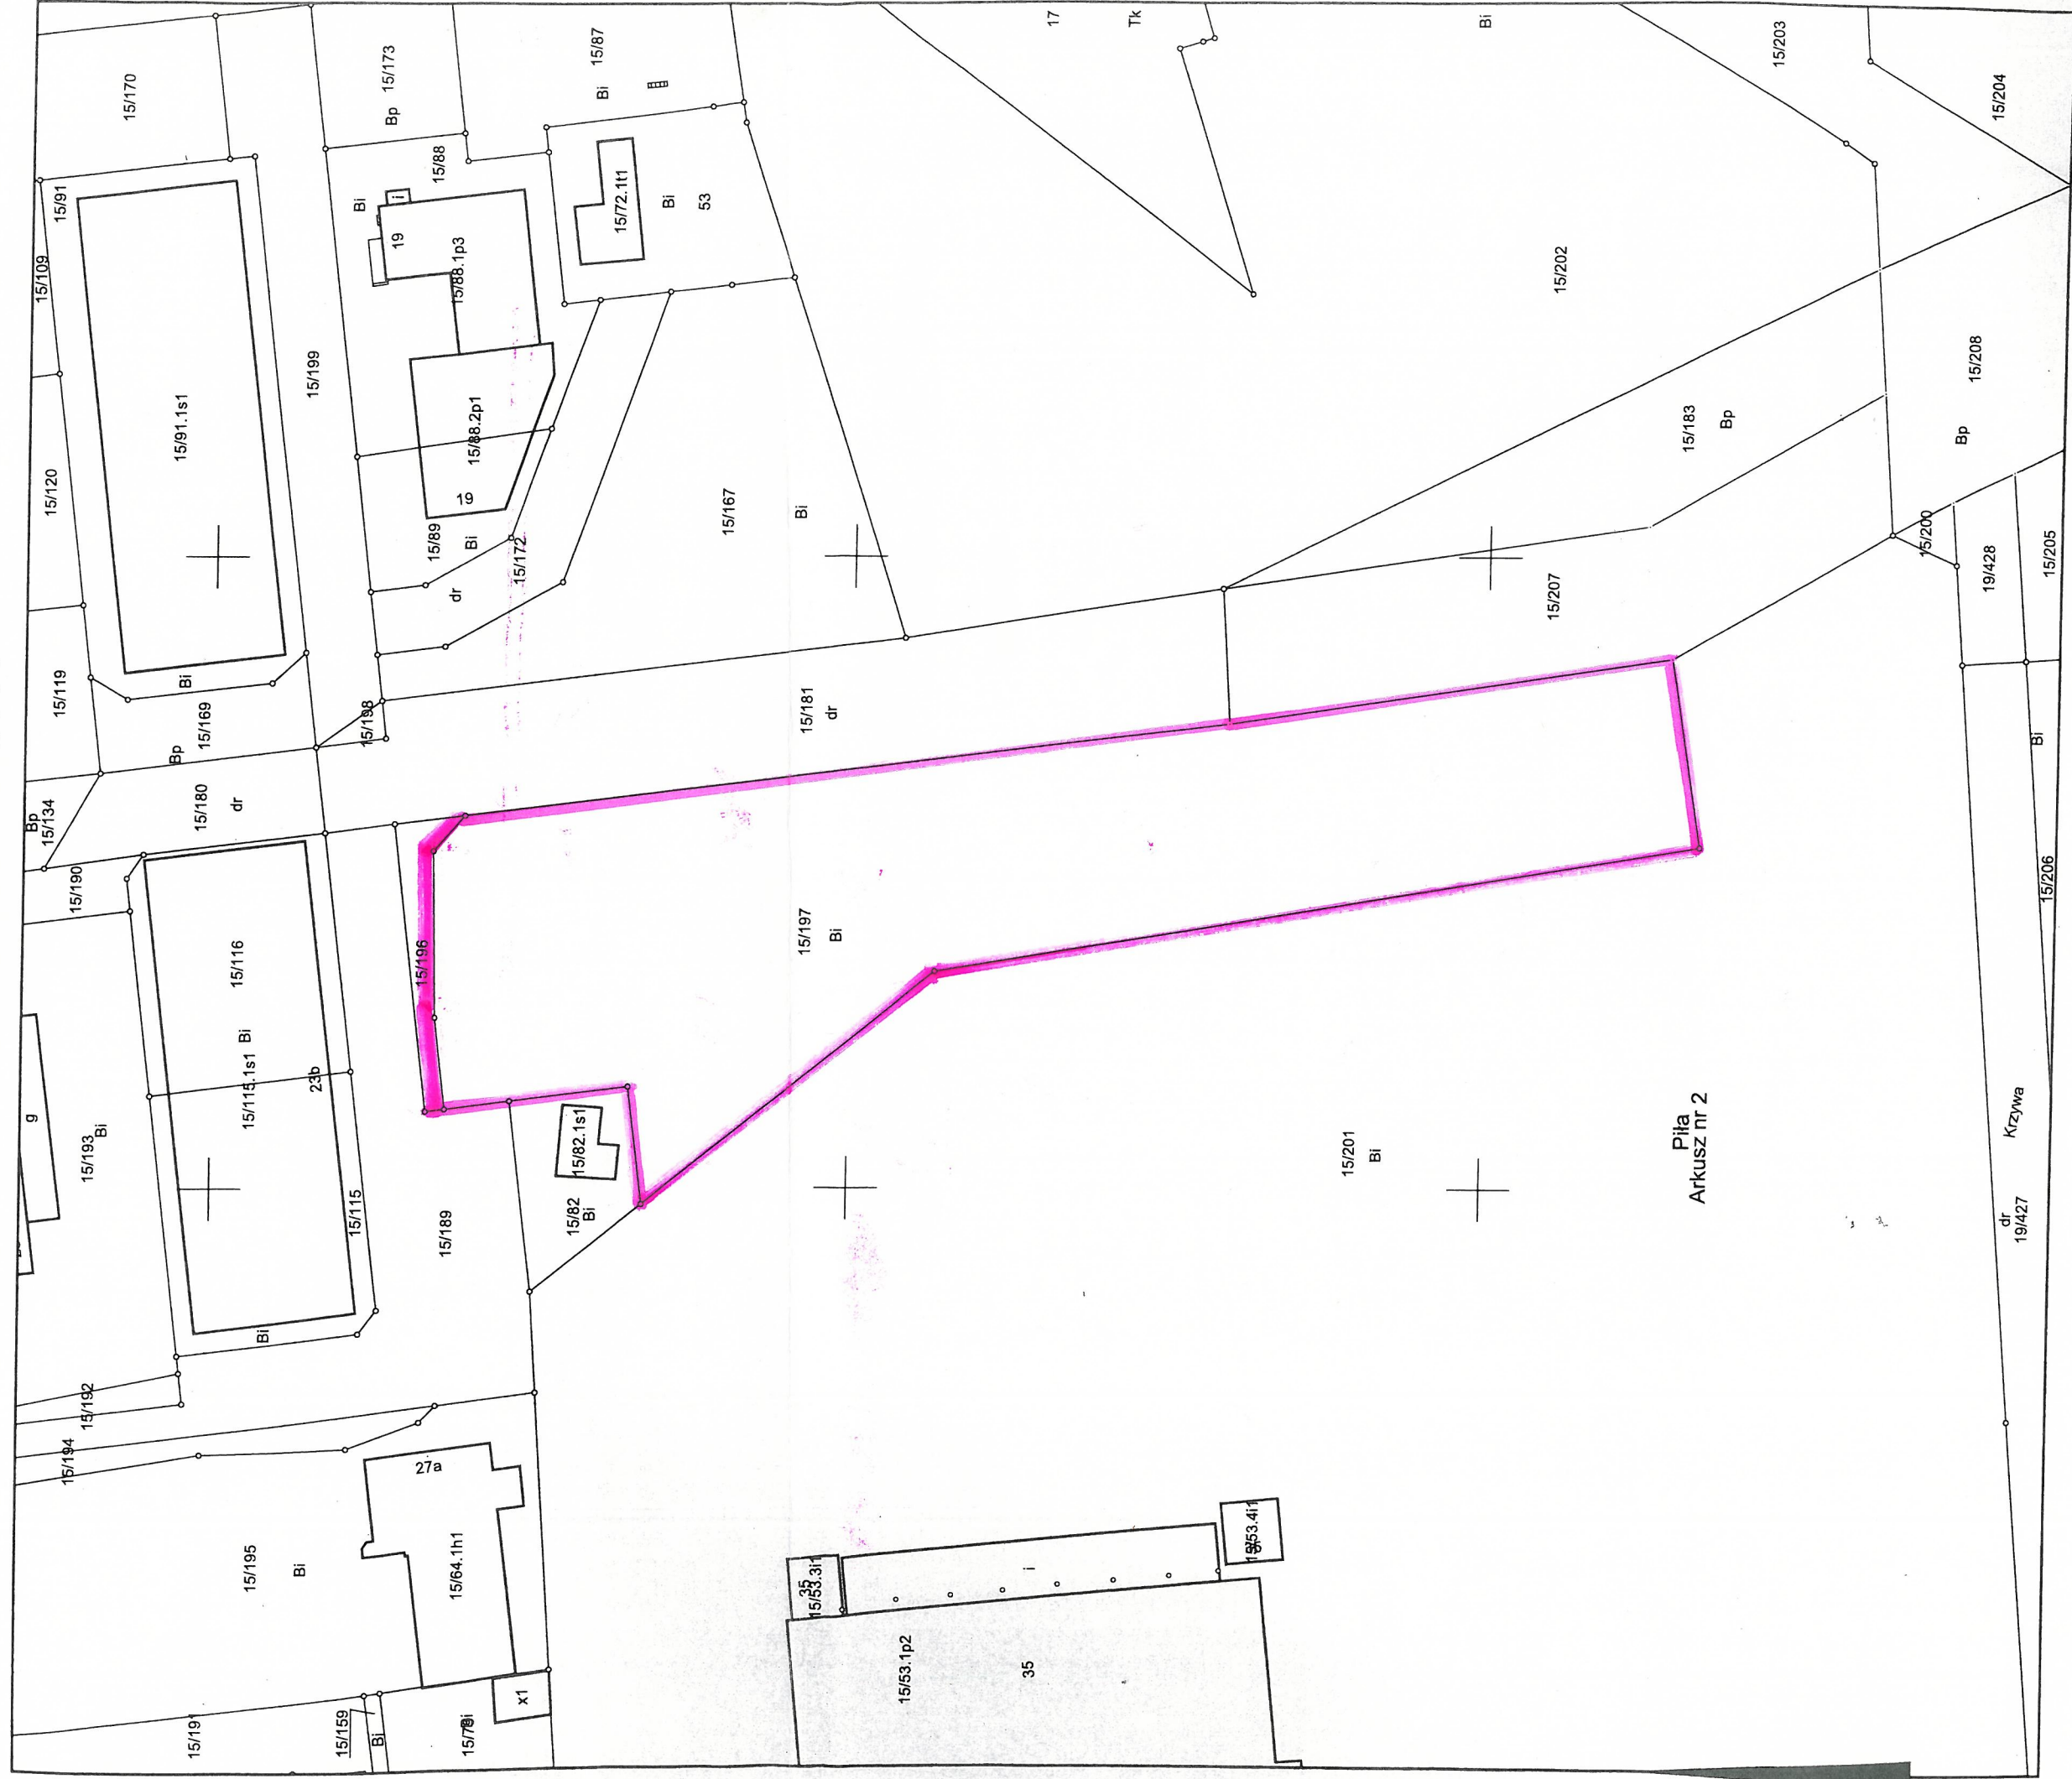 15/170
15/173
Bp
15/87
Bi
17
Tk
Bi
15/203
15/204
15/91
15/109
15/88
Bi
i
19
15/88.1p3
15/72.1t1
Bi
53
15/202
15/91.1s1
15/199
15/88.2p1
19
15/208
Bp
15/183
Bp
15/120
15/89
Bi
15/172
dr
15/167
Bi
15/200
19/428
15/205
15/207
15/119
Bi
15/169
Bp
15/198
15/181
dr
Bi
Bp
15/134
15/180
dr
15/190
15/116
15/196
15/197
Bi
15/206
g
15/193
Bi
Bi
15/115.1s1
23b
15/82.1s1
15/82
Bi
15/201
Bi
Piła
Arkusz nr 2
Krzywa
dr
19/427
15/115
15/189
Bi
15/192
15/194
27a
15/195
Bi
15/64.1h1
35
15/53.3i1
i
15/53.4i1
15/53.1p2
35
x1
15/191
15/159
Bi
Bi